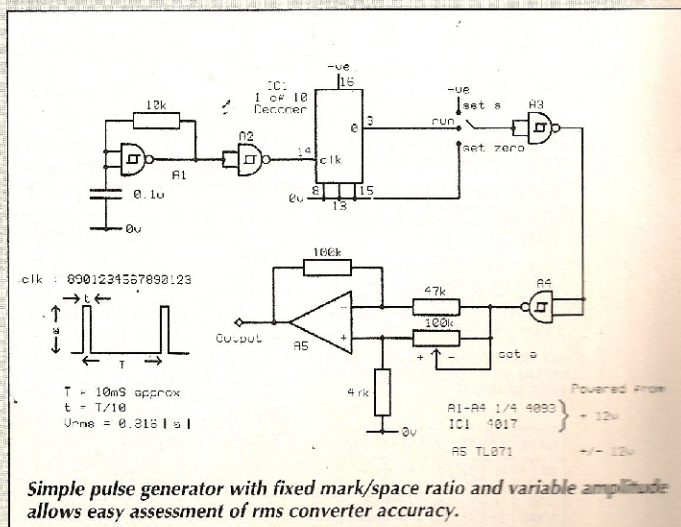 -ve
16
IC1
1 of 10
Decoder
10k
A1
A2
14
clk
0
3
8
13
15
0v
0.1u
0v
-ve
set a
run
set zero
A3
clk : 8901234567890123
t
a
T
T = 10mS approx
t = T/10
Vrms = 0.316 | a |
100k
47k
100k
+ -
set a
A4
Output
-
+
A5
0v
A1-A4 1/4 4093
IC1 4017
A5 TL071
Powered from
+ 12v
+/- 12v
Simple pulse generator with fixed mark/space ratio and variable amplitude
allows easy assessment of rms converter accuracy.